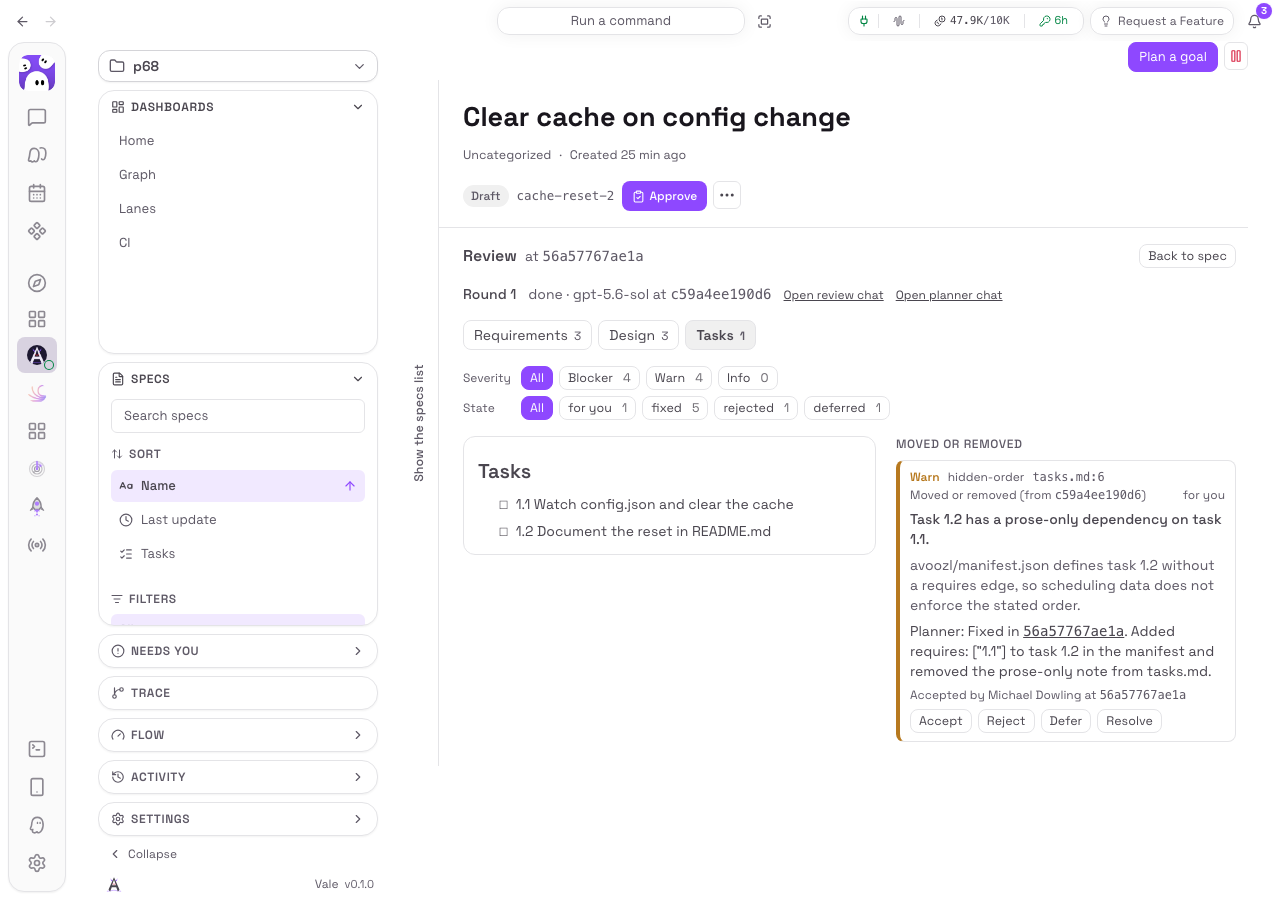 Run a command
47.9K/10K
6h
Request a Feature
3
Plan a goal
p68
DASHBOARDS
Home
Graph
Lanes
CI
SPECS
Search specs
SORT
Aa Name
Last update
Tasks
FILTERS
NEEDS YOU
TRACE
FLOW
ACTIVITY
SETTINGS
Collapse
Vale v0.1.0
Show the specs list
Clear cache on config change
Uncategorized · Created 25 min ago
Draft cache-reset-2 Approve
Review at 56a57767ae1a
Back to spec
Round 1 done · gpt-5.6-sol at c59a4ee190d6 Open review chat Open planner chat
Requirements 3 Design 3 Tasks 1
Severity All Blocker 4 Warn 4 Info 0
State All for you 1 fixed 5 rejected 1 deferred 1
Tasks
1.1 Watch config.json and clear the cache
1.2 Document the reset in README.md
MOVED OR REMOVED
Warn hidden-order tasks.md:6
Moved or removed (from c59a4ee190d6) for you
Task 1.2 has a prose-only dependency on task
1.1.
avoozl/manifest.json defines task 1.2 without
a requires edge, so scheduling data does not
enforce the stated order.
Planner: Fixed in 56a57767ae1a. Added
requires: ["1.1"] to task 1.2 in the manifest and
removed the prose-only note from tasks.md.
Accepted by Michael Dowling at 56a57767ae1a
Accept Reject Defer Resolve